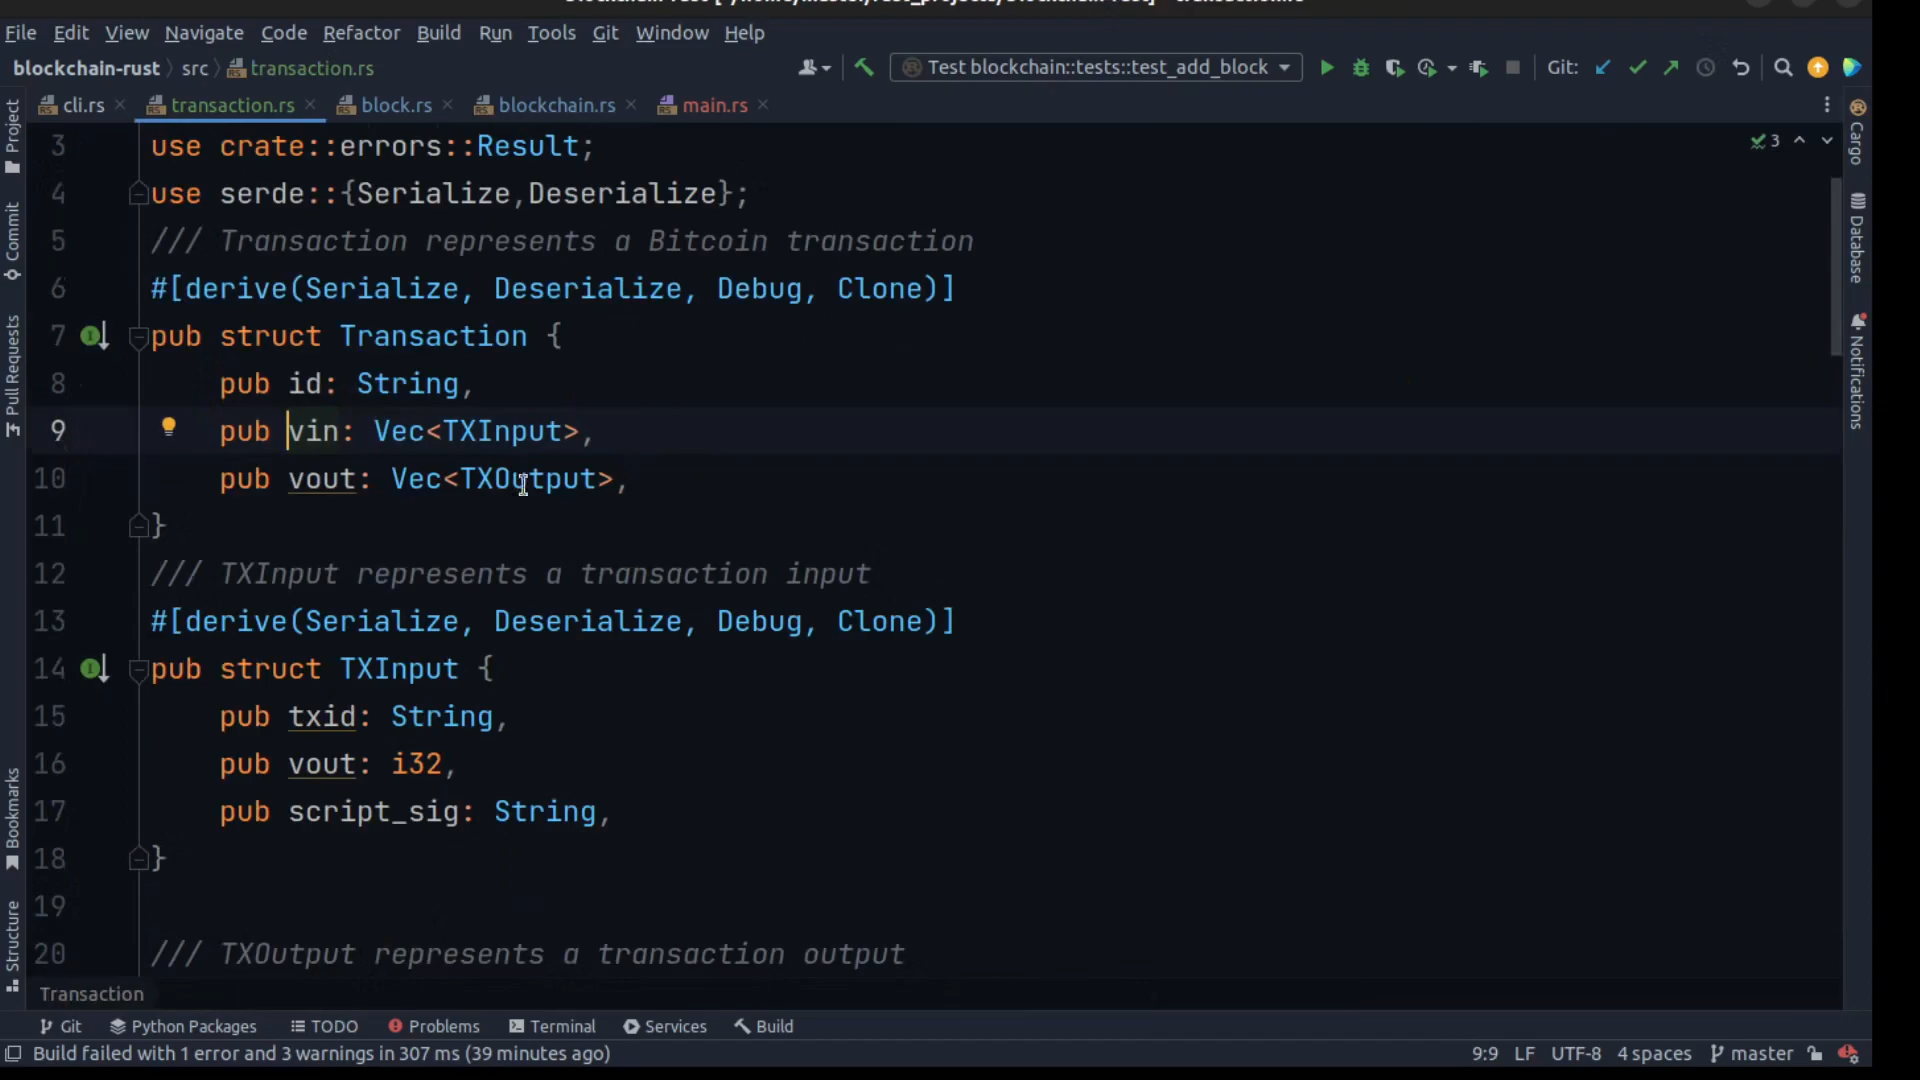 File Edit View Navigate Code Refactor Build Run Tools Git Window Help
blockchain-rust src transaction.rs
Test blockchain::tests::test_add_block Git:
cli.rs transaction.rs block.rs blockchain.rs main.rs
3 use crate::errors::Result;
4 use serde::{Serialize,Deserialize};
5 /// Transaction represents a Bitcoin transaction
6 #[derive(Serialize, Deserialize, Debug, Clone)]
7 pub struct Transaction {
8 pub id: String,
9 pub vin: Vec<TXInput>,
10 pub vout: Vec<TXOutput>,
11 }
12 /// TXInput represents a transaction input
13 #[derive(Serialize, Deserialize, Debug, Clone)]
14 pub struct TXInput {
15 pub txid: String,
16 pub vout: i32,
17 pub script_sig: String,
18 }
19
20 /// TXOutput represents a transaction output
3
Project
Commit
Pull Requests
Bookmarks
Structure
Cargo
Database
Notifications
Transaction
Git Python Packages TODO Problems Terminal Services Build
Build failed with 1 error and 3 warnings in 307 ms (39 minutes ago) 9:9 LF UTF-8 4 spaces master